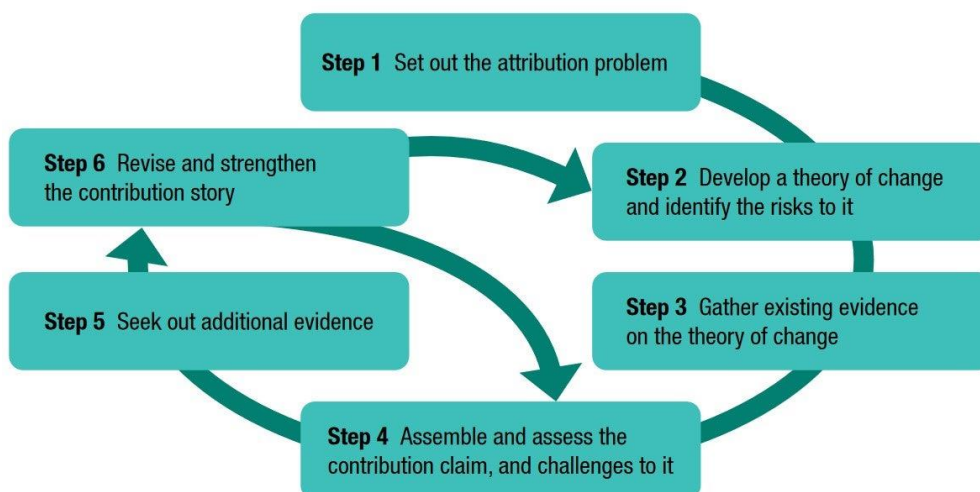 Step 1 Set out the attribution problem
Step 2 Develop a theory of change
and identify the risks to it
Step 3 Gather existing evidence
on the theory of change
Step 4 Assemble and assess the
contribution claim, and challenges to it
Step 5 Seek out additional evidence
Step 6 Revise and strengthen
the contribution story